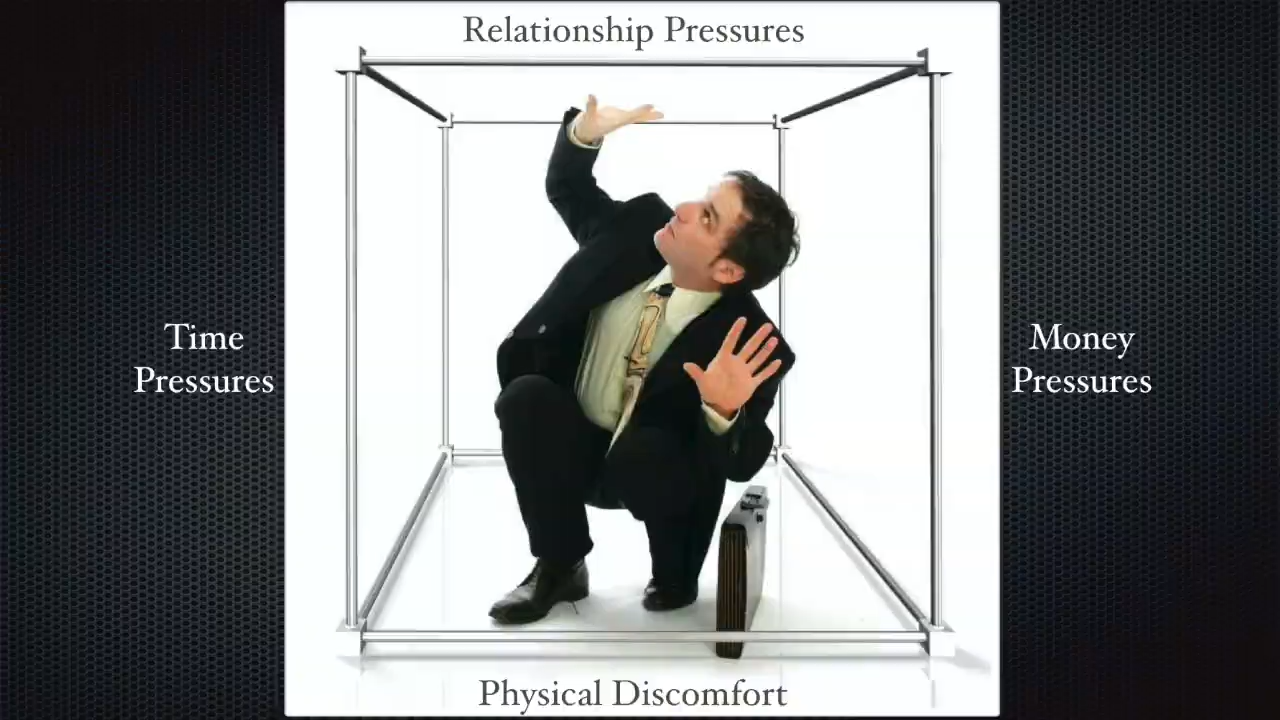 Relationship Pressures
Time
Pressures
Money
Pressures
Physical Discomfort